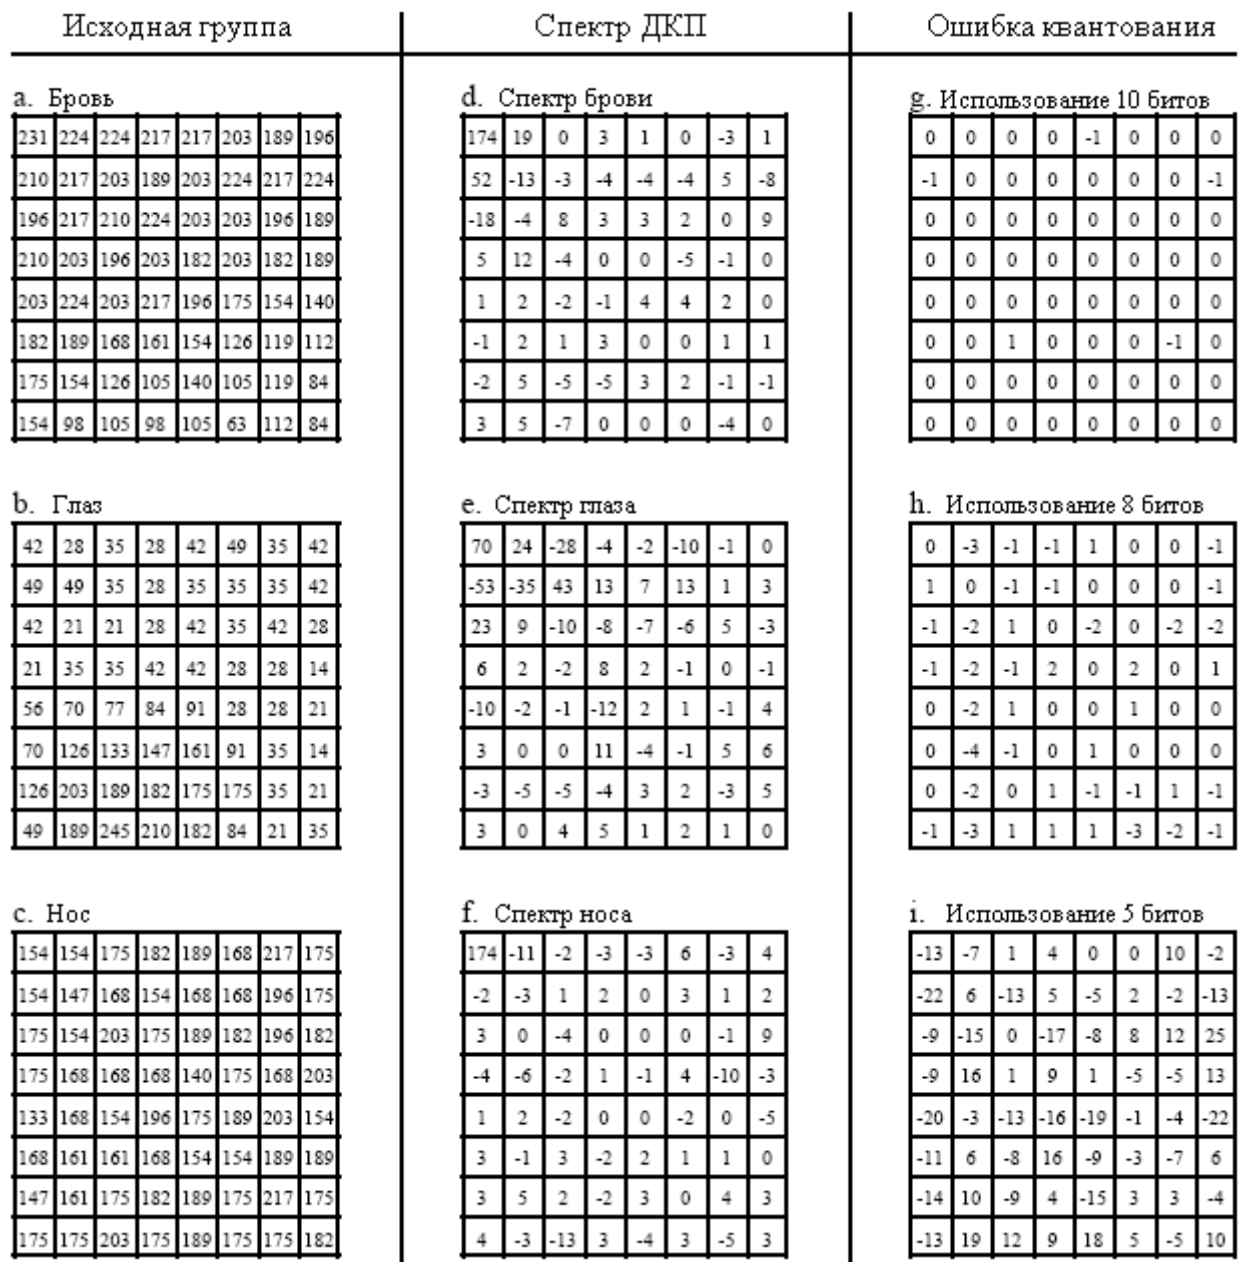 Исходная группа Спектр ДКП Ошибка квантования
a. Бровь d. Спектр брови g. Использование 10 битов
231 224 224 217 217 203 189 196 174 19 0 3 1 0 -3 1 0 0 0 0 -1 0 0 0
210 217 203 189 203 224 217 224 52 -13 -3 -4 -4 -4 5 -8 -1 0 0 0 0 0 0 -1
196 217 210 224 203 203 196 189 -18 -4 8 3 3 2 0 9 0 0 0 0 0 0 0 0
210 203 196 203 182 203 182 189 5 12 -4 0 0 -5 -1 0 0 0 0 0 0 0 0 0
203 224 203 217 196 175 154 140 1 2 -2 -1 4 4 2 0 0 0 0 0 0 0 0 0
182 189 168 161 154 126 119 112 -1 2 1 3 0 0 1 1 0 0 1 0 0 0 -1 0
175 154 126 105 140 105 119 84 -2 5 -5 -5 3 2 -1 -1 0 0 0 0 0 0 0 0
154 98 105 98 105 63 112 84 3 5 -7 0 0 0 -4 0 0 0 0 0 0 0 0 0
b. Глаз e. Спектр глаза h. Использование 8 битов
42 28 35 28 42 49 35 42 70 24 -28 -4 -2 -10 -1 0 0 -3 -1 -1 1 0 0 -1
49 49 35 28 35 35 35 42 -53 -35 43 13 7 13 1 3 1 0 -1 -1 0 0 0 -1
42 21 21 28 42 35 42 28 23 9 -10 -8 -7 -6 5 -3 -1 -2 1 0 -2 0 -2 -2
21 35 35 42 42 28 28 14 6 2 -2 8 2 -1 0 -1 -1 -2 -1 2 0 2 0 1
56 70 77 84 91 28 28 21 -10 -2 -1 -12 2 1 -1 4 0 -2 1 0 0 1 0 0
70 126 133 147 161 91 35 14 3 0 0 11 -4 -1 5 6 0 -4 -1 0 1 0 0 0
126 203 189 182 175 175 35 21 -3 -5 -5 -4 3 2 -3 5 0 -2 0 1 -1 -1 1 -1
49 189 245 210 182 84 21 35 3 0 4 5 1 2 1 0 -1 -3 1 1 1 -3 -2 -1
c. Нос f. Спектр носа i. Использование 5 битов
154 154 175 182 189 168 217 175 174 -11 -2 -3 -3 6 -3 4 -13 -7 1 4 0 0 10 -2
154 147 168 154 168 168 196 175 -2 -3 1 2 0 3 1 2 -22 6 -13 5 -5 2 -2 -13
175 154 203 175 189 182 196 182 3 0 -4 0 0 0 -1 9 -9 -15 0 -17 -8 8 12 25
175 168 168 168 140 175 168 203 -4 -6 -2 1 -1 4 -10 -3 -9 16 1 9 1 -5 -5 13
133 168 154 196 175 189 203 154 1 2 -2 0 0 -2 0 -5 -20 -3 -13 -16 -19 -1 -4 -22
168 161 161 168 154 154 189 189 3 -1 3 -2 2 1 1 0 -11 6 -8 16 -9 -3 -7 6
147 161 175 182 189 175 217 175 3 5 2 -2 3 0 4 3 -14 10 -9 4 -15 3 3 -4
175 175 203 175 189 175 175 182 4 -3 -13 3 -4 3 -5 3 -13 19 12 9 18 5 -5 10